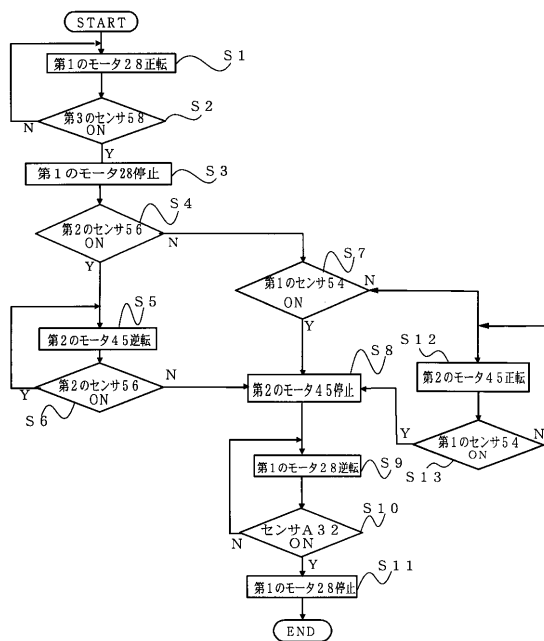 START
第1のモータ28正転
S1
第3のセンサ58
ON
S2
N
Y
第1のモータ28停止
S3
第2のセンサ56
ON
S4
N
Y
第1のセンサ54
ON
S7
N
Y
第2のモータ45逆転
S5
第2のセンサ56
ON
S6
Y
N
第2のモータ45停止
S8
第2のモータ45正転
S12
第1のセンサ54
ON
S13
Y
N
第1のモータ28逆転
S9
センサA32
ON
S10
N
Y
第1のモータ28停止
S11
END